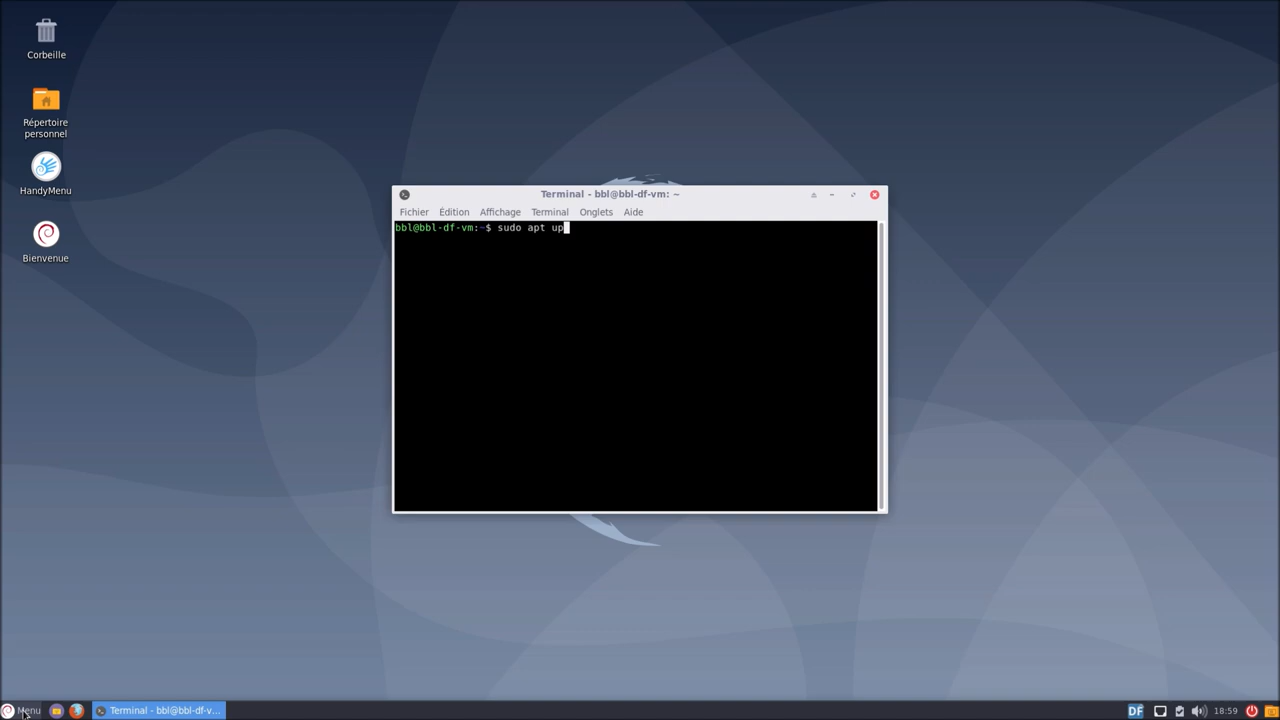 Corbeille
Répertoire
personnel
HandyMenu
Bienvenue
Terminal - bbl@bbl-df-vm: ~
Fichier Édition Affichage Terminal Onglets Aide
bbl@bbl-df-vm:~$ sudo apt up
Menu Terminal - bbl@bbl-df-v... DF 18:59